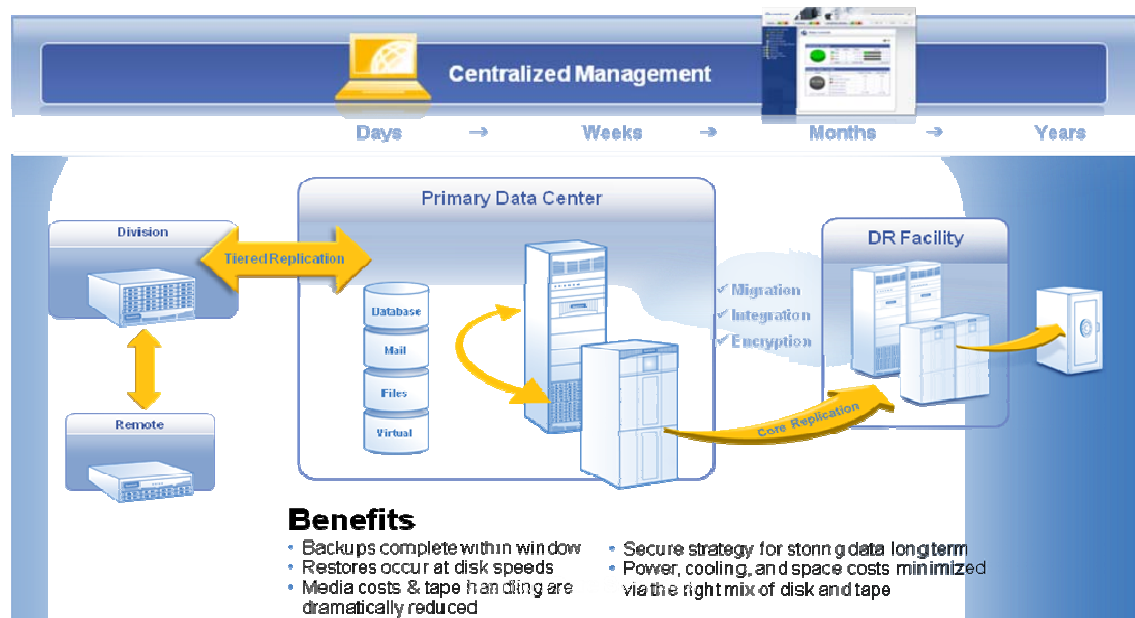 Centralized Management
Days → Weeks → Months → Years
Primary Data Center
Division
DR Facility
Tiered Replication
✓ Migration
Database
✓ Integration
Mail
✓ Encryption
Files
Virtual
Core Replication
Remote
Benefits
• Backups complete within window
• Restores occur at disk speeds
• Media costs & tape handling are
dramatically reduced
• Secure strategy for storing data long term
• Power, cooling, and space costs minimized
via the right mix of disk and tape